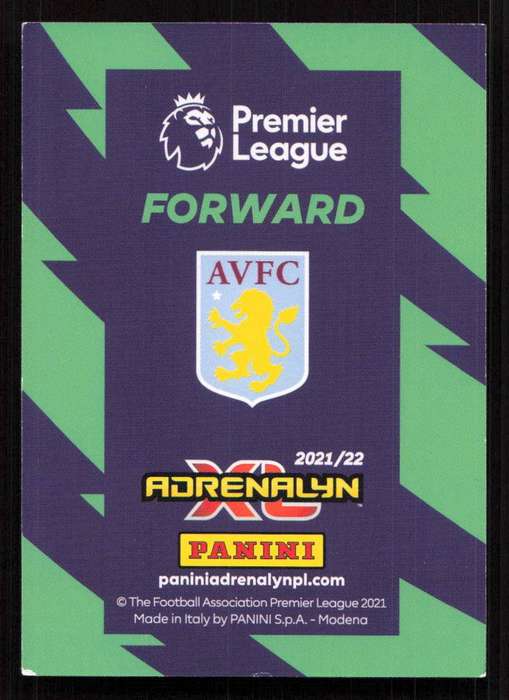 Premier
League
FORWARD
AVFC
2021/22
ADRENALYN XL™
PANINI
paniniadrenalynpl.com
© The Football Association Premier League 2021
Made in Italy by PANINI S.p.A. - Modena